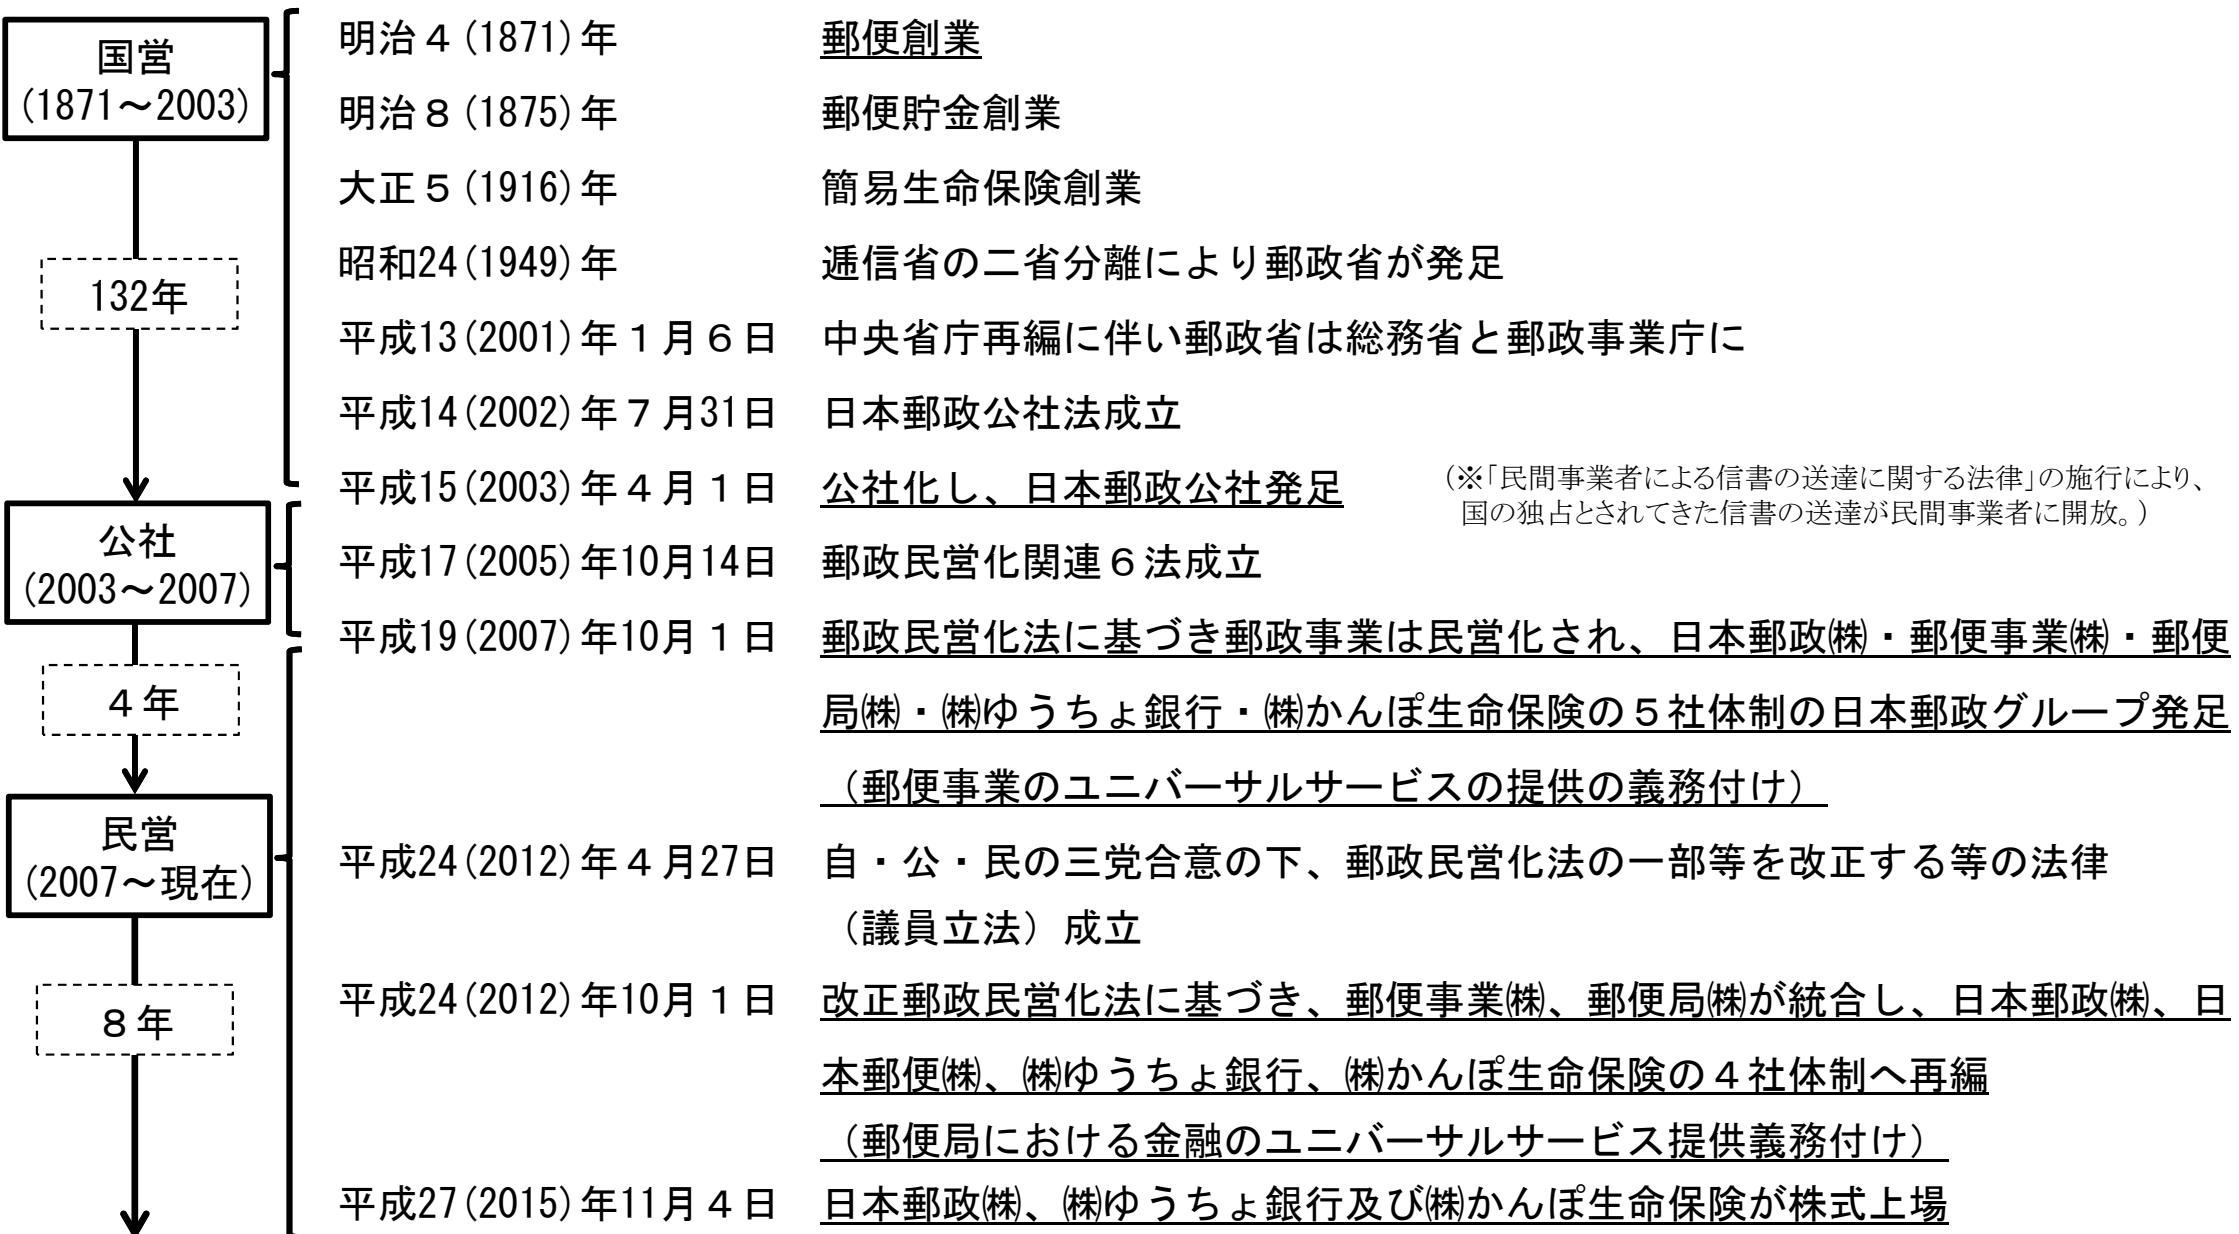 国営
(1871～2003)
132年
公社
(2003～2007)
４年
民営
(2007～現在)
８年
明治４(1871)年 郵便創業
明治８(1875)年 郵便貯金創業
大正５(1916)年 簡易生命保険創業
昭和24(1949)年 逓信省の二省分離により郵政省が発足
平成13(2001)年１月６日 中央省庁再編に伴い郵政省は総務省と郵政事業庁に
平成14(2002)年７月31日 日本郵政公社法成立
平成15(2003)年４月１日 公社化し、日本郵政公社発足
（※「民間事業者による信書の送達に関する法律」の施行により、
国の独占とされてきた信書の送達が民間事業者に開放。）
平成17(2005)年10月14日 郵政民営化関連６法成立
平成19(2007)年10月１日 郵政民営化法に基づき郵政事業は民営化され、日本郵政㈱・郵便事業㈱・郵便
局㈱・㈱ゆうちょ銀行・㈱かんぽ生命保険の５社体制の日本郵政グループ発足
（郵便事業のユニバーサルサービスの提供の義務付け）
平成24(2012)年４月27日 自・公・民の三党合意の下、郵政民営化法の一部等を改正する等の法律
（議員立法）成立
平成24(2012)年10月１日 改正郵政民営化法に基づき、郵便事業㈱、郵便局㈱が統合し、日本郵政㈱、日
本郵便㈱、㈱ゆうちょ銀行、㈱かんぽ生命保険の４社体制へ再編
（郵便局における金融のユニバーサルサービス提供義務付け）
平成27(2015)年11月４日 日本郵政㈱、㈱ゆうちょ銀行及び㈱かんぽ生命保険が株式上場